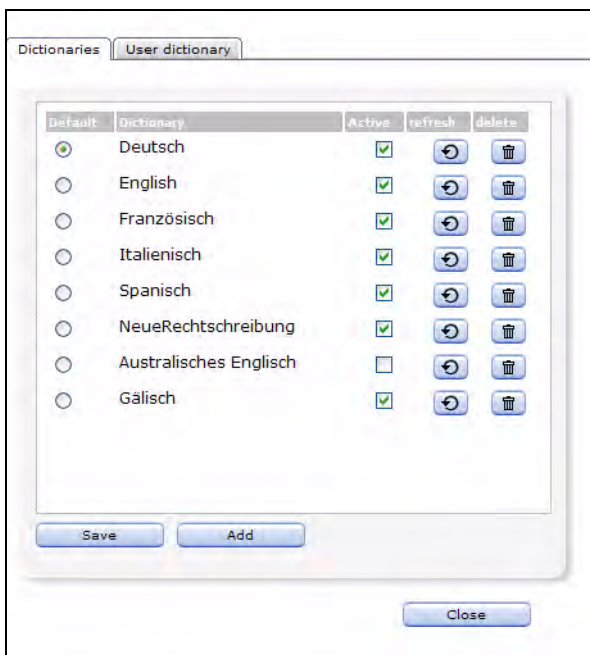 Dictionaries User dictionary
Default Dictionary Active refresh delete
Deutsch
English
Französisch
Italienisch
Spanisch
NeueRechtschreibung
Australisches Englisch
Gälisch
Save Add
Close